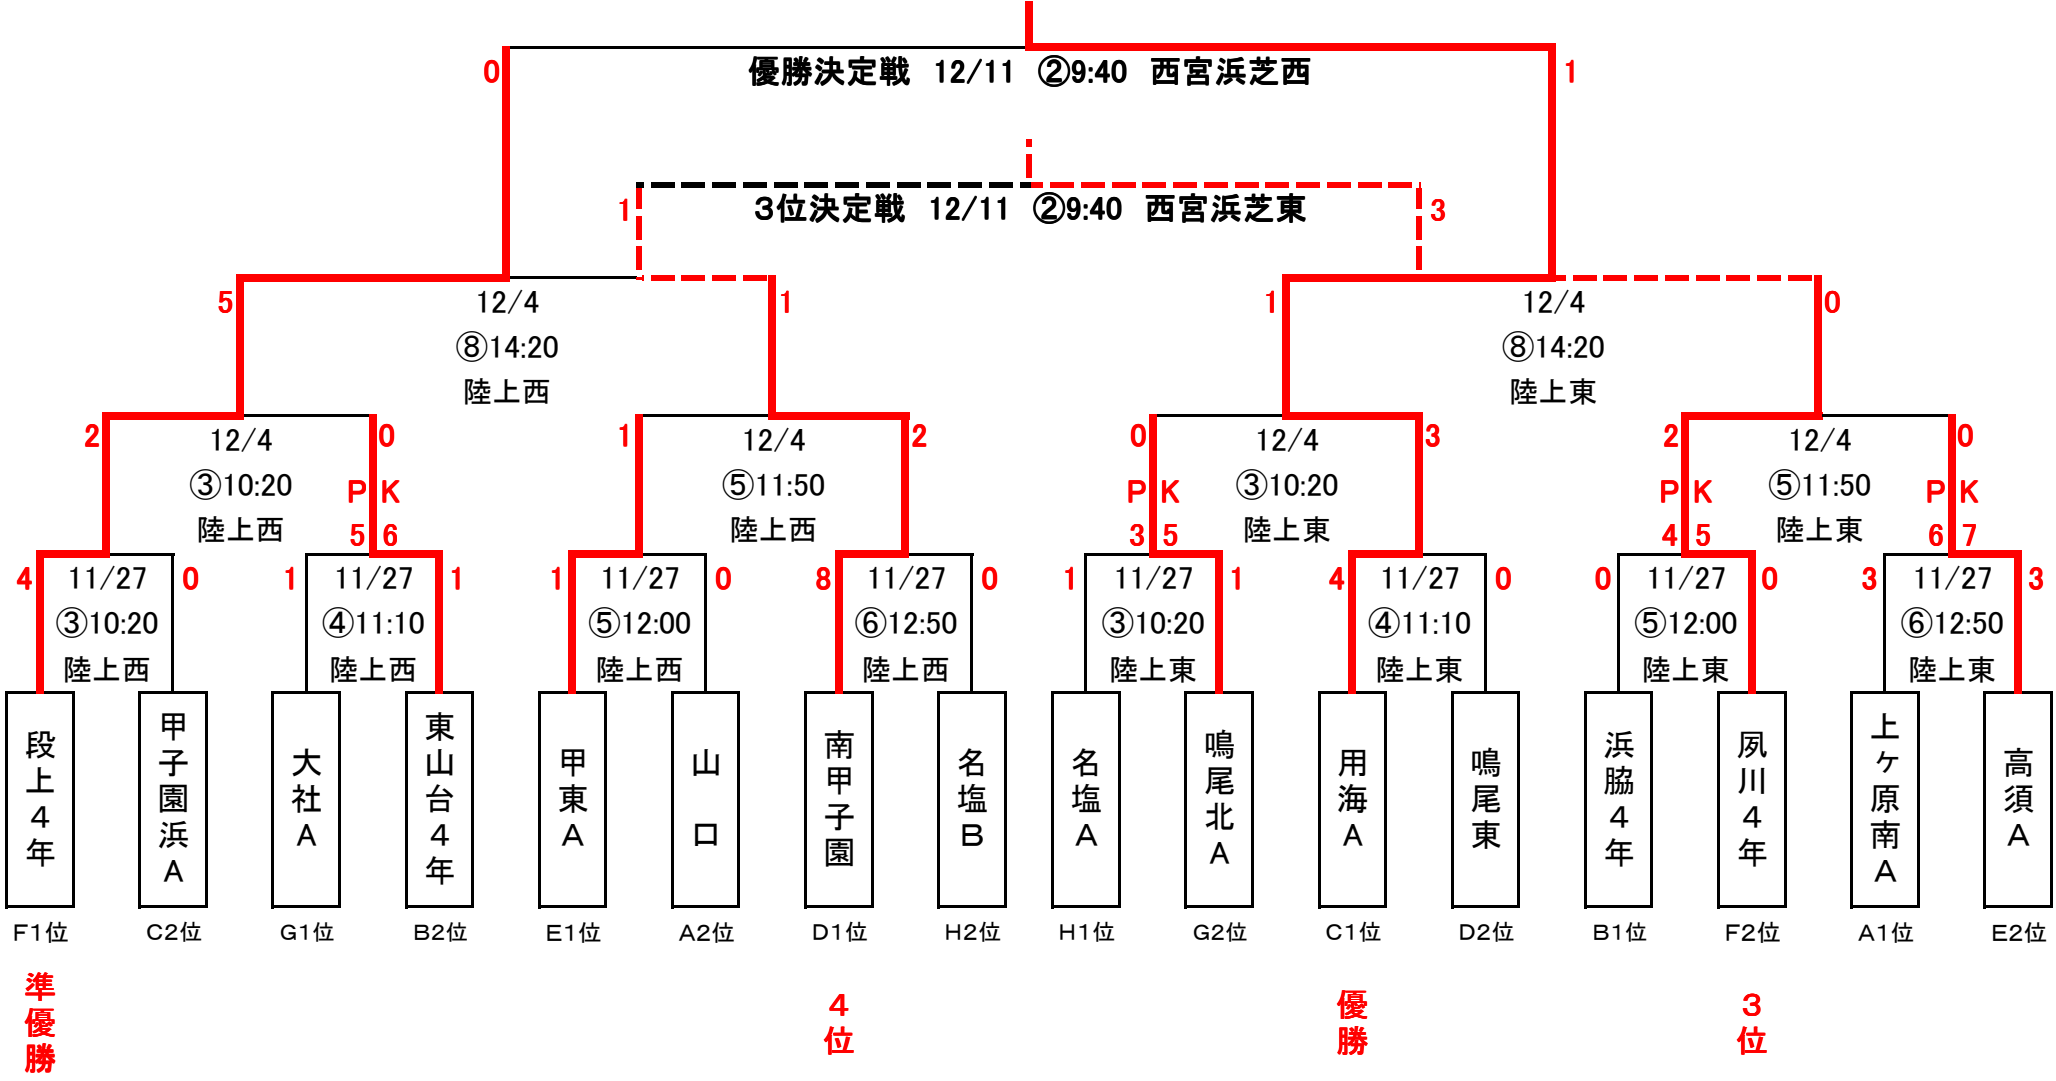 0
優勝決定戦 12/11 ②9:40 西宮浜芝西
1
1
3位決定戦 12/11 ②9:40 西宮浜芝東
3
5
12/4
⑧14:20
陸上西
1
1
12/4
⑧14:20
陸上東
0
2
12/4
③10:20
陸上西
0
PK
5 6
1
12/4
⑤11:50
陸上西
2
0
PK
3 5
12/4
③10:20
陸上東
3
2
PK
4 5
12/4
⑤11:50
陸上東
0
PK
6 7
4
11/27
③10:20
陸上西
0
1
11/27
④11:10
陸上西
1
1
11/27
⑤12:00
陸上西
0
8
11/27
⑥12:50
陸上西
0
1
11/27
③10:20
陸上東
1
4
11/27
④11:10
陸上東
0
0
11/27
⑤12:00
陸上東
0
3
11/27
⑥12:50
陸上東
3
段上4年
甲子園浜A
大社A
東山台4年
甲東A
山口
南甲子園
名塩B
名塩A
鳴尾北A
用海A
鳴尾東
浜脇4年
夙川4年
上ヶ原南A
高須A
F1位
C2位
G1位
B2位
E1位
A2位
D1位
H2位
H1位
G2位
C1位
D2位
B1位
F2位
A1位
E2位
準優勝
4位
優勝
3位